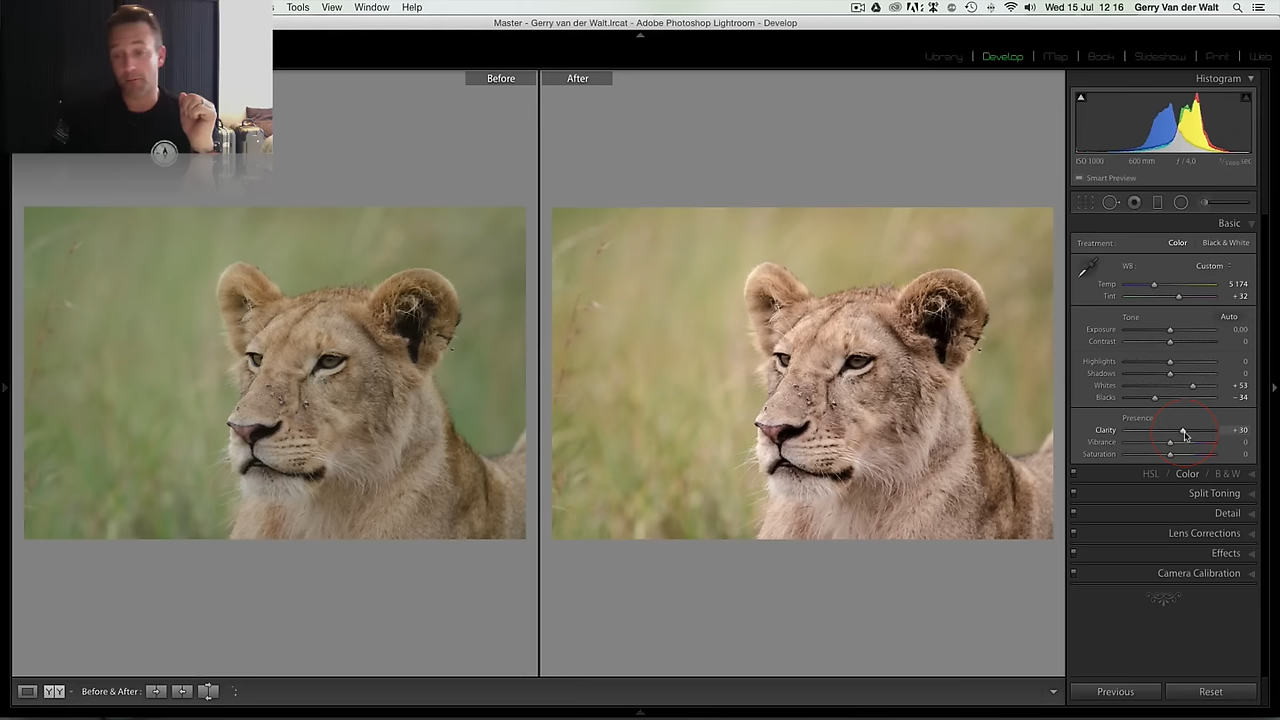 Tools View Window Help
Wed 15 Jul 12 16 Gerry Van der Walt
Master - Gerry van der Walt.lrcat - Adobe Photoshop Lightroom - Develop
Library | Develop | Map | Book | Slideshow | Print | Web
Before After
Histogram
ISO 1000 600 mm ƒ / 4,0
Smart Preview
Basic
Treatment : Color Black & White
WB : Custom
Temp 5 174
Tint + 32
Tone Auto
Exposure 0,00
Contrast 0
Highlights 0
Shadows 0
Whites + 53
Blacks – 34
Presence
Clarity + 30
Vibrance 0
Saturation 0
HSL / Color / B & W
Split Toning
Detail
Lens Corrections
Effects
Camera Calibration
YY Before & After :
Previous Reset